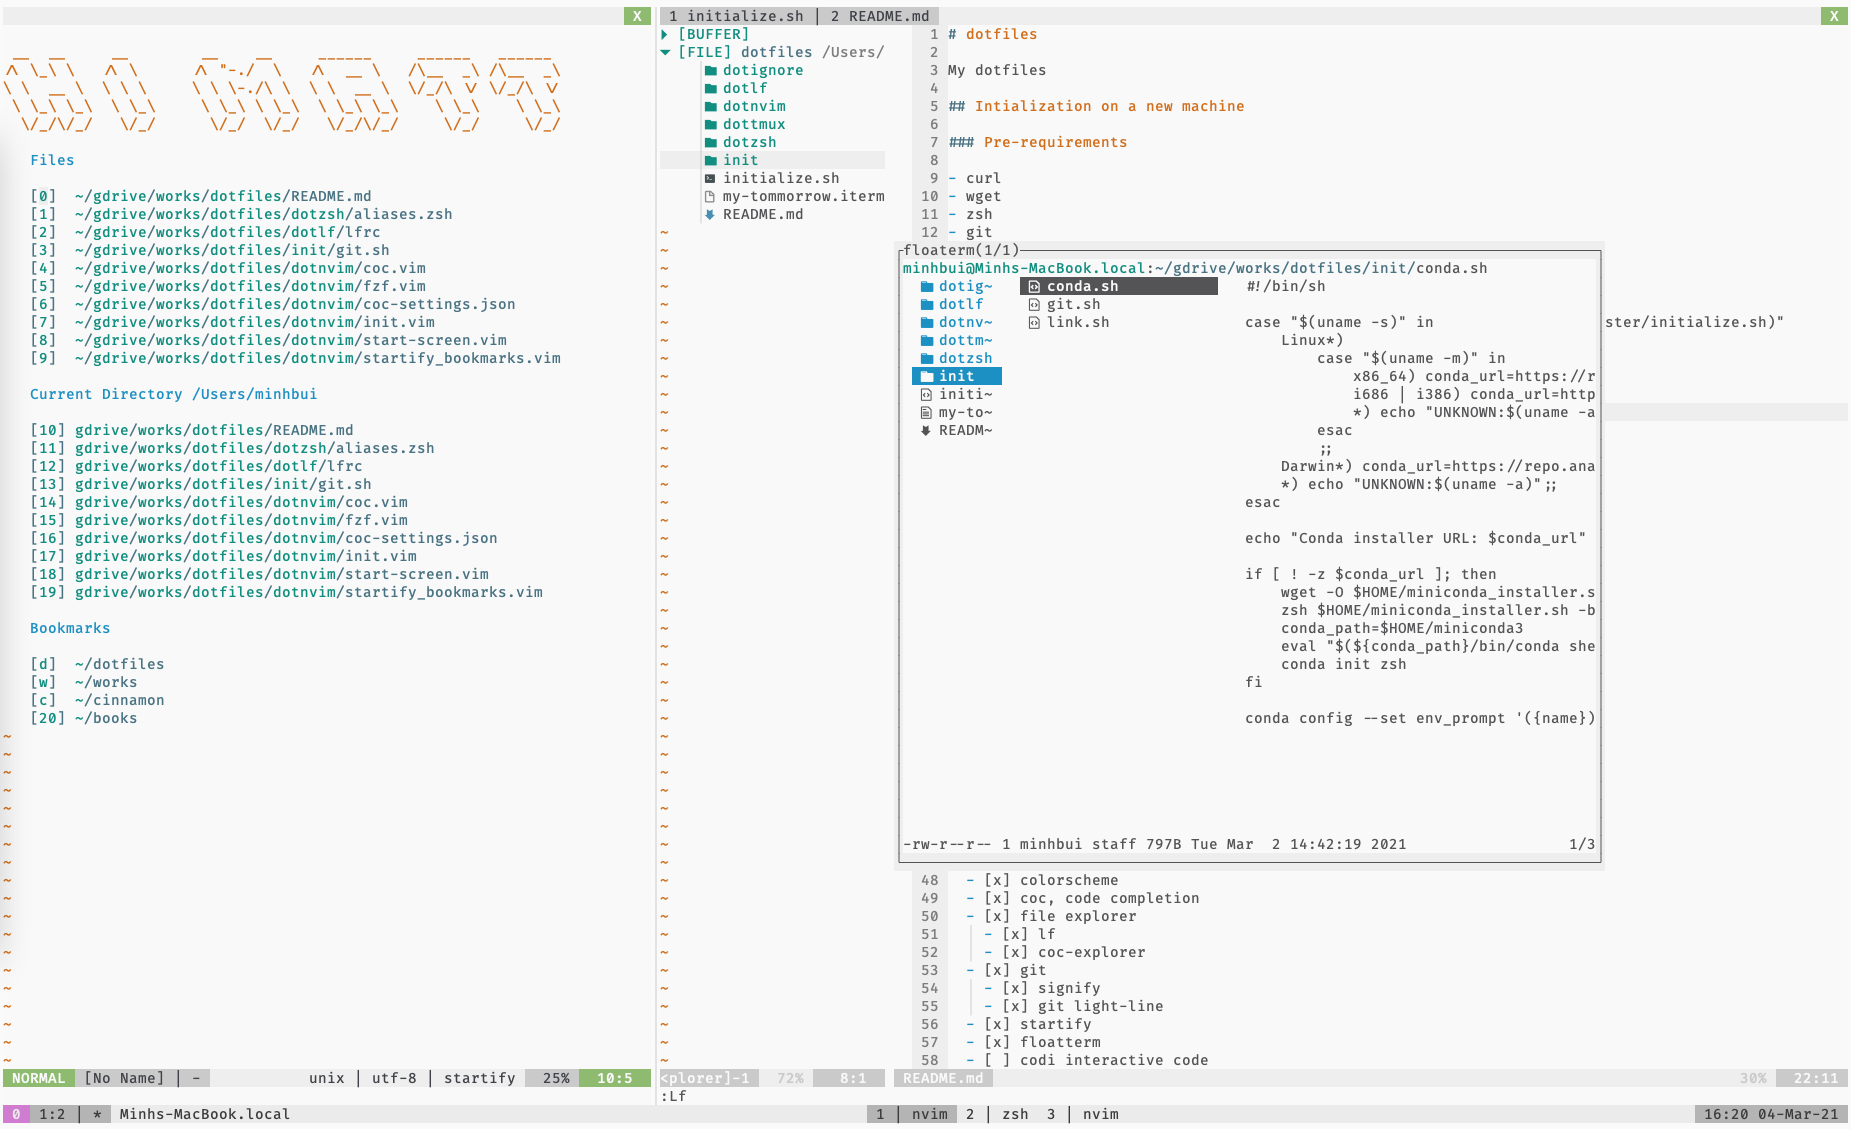 X
Files
[0]  ~/gdrive/works/dotfiles/README.md
[1]  ~/gdrive/works/dotfiles/dotzsh/aliases.zsh
[2]  ~/gdrive/works/dotfiles/dotlf/lfrc
[3]  ~/gdrive/works/dotfiles/init/git.sh
[4]  ~/gdrive/works/dotfiles/dotnvim/coc.vim
[5]  ~/gdrive/works/dotfiles/dotnvim/fzf.vim
[6]  ~/gdrive/works/dotfiles/dotnvim/coc-settings.json
[7]  ~/gdrive/works/dotfiles/dotnvim/init.vim
[8]  ~/gdrive/works/dotfiles/dotnvim/start-screen.vim
[9]  ~/gdrive/works/dotfiles/dotnvim/startify_bookmarks.vim
Current Directory /Users/minhbui
[10] gdrive/works/dotfiles/README.md
[11] gdrive/works/dotfiles/dotzsh/aliases.zsh
[12] gdrive/works/dotfiles/dotlf/lfrc
[13] gdrive/works/dotfiles/init/git.sh
[14] gdrive/works/dotfiles/dotnvim/coc.vim
[15] gdrive/works/dotfiles/dotnvim/fzf.vim
[16] gdrive/works/dotfiles/dotnvim/coc-settings.json
[17] gdrive/works/dotfiles/dotnvim/init.vim
[18] gdrive/works/dotfiles/dotnvim/start-screen.vim
[19] gdrive/works/dotfiles/dotnvim/startify_bookmarks.vim
Bookmarks
[d]  ~/dotfiles
[w]  ~/works
[c]  ~/cinnamon
[20] ~/books
NORMAL [No Name] | - unix | utf-8 | startify 25% 10:5
1 initialize.sh | 2 README.md X
[BUFFER]
[FILE] dotfiles /Users/
dotignore
dotlf
dotnvim
dottmux
dotzsh
init
initialize.sh
my-tommorrow.iterm
README.md
<plorer]-1 72% 8:1
1 # dotfiles
2
3 My dotfiles
4
5 ## Intialization on a new machine
6
7 ### Pre-requirements
8
9 - curl
10 - wget
11 - zsh
12 - git
ster/initialize.sh)"
floaterm(1/1)
minhbui@Minhs-MacBook.local:~/gdrive/works/dotfiles/init/conda.sh
dotig~
dotlf
dotnv~
dottm~
dotzsh
init
initi~
my-to~
READM~
conda.sh
git.sh
link.sh
#!/bin/sh
case "$(uname -s)" in
Linux*)
case "$(uname -m)" in
x86_64) conda_url=https://r
i686 | i386) conda_url=http
*) echo "UNKNOWN:$(uname -a
esac
;;
Darwin*) conda_url=https://repo.ana
*) echo "UNKNOWN:$(uname -a)";;
esac
echo "Conda installer URL: $conda_url"
if [ ! -z $conda_url ]; then
wget -O $HOME/miniconda_installer.s
zsh $HOME/miniconda_installer.sh -b
conda_path=$HOME/miniconda3
eval "$(${conda_path}/bin/conda she
conda init zsh
fi
conda config --set env_prompt '({name})
-rw-r--r-- 1 minhbui staff 797B Tue Mar  2 14:42:19 2021 1/3
48 - [x] colorscheme
49 - [x] coc, code completion
50 - [x] file explorer
51 - [x] lf
52 - [x] coc-explorer
53 - [x] git
54 - [x] signify
55 - [x] git light-line
56 - [x] startify
57 - [x] floatterm
58 - [ ] codi interactive code
README.md 30% 22:11
:Lf
0 1:2 | * Minhs-MacBook.local 1 | nvim 2 | zsh 3 | nvim 16:20 04-Mar-21